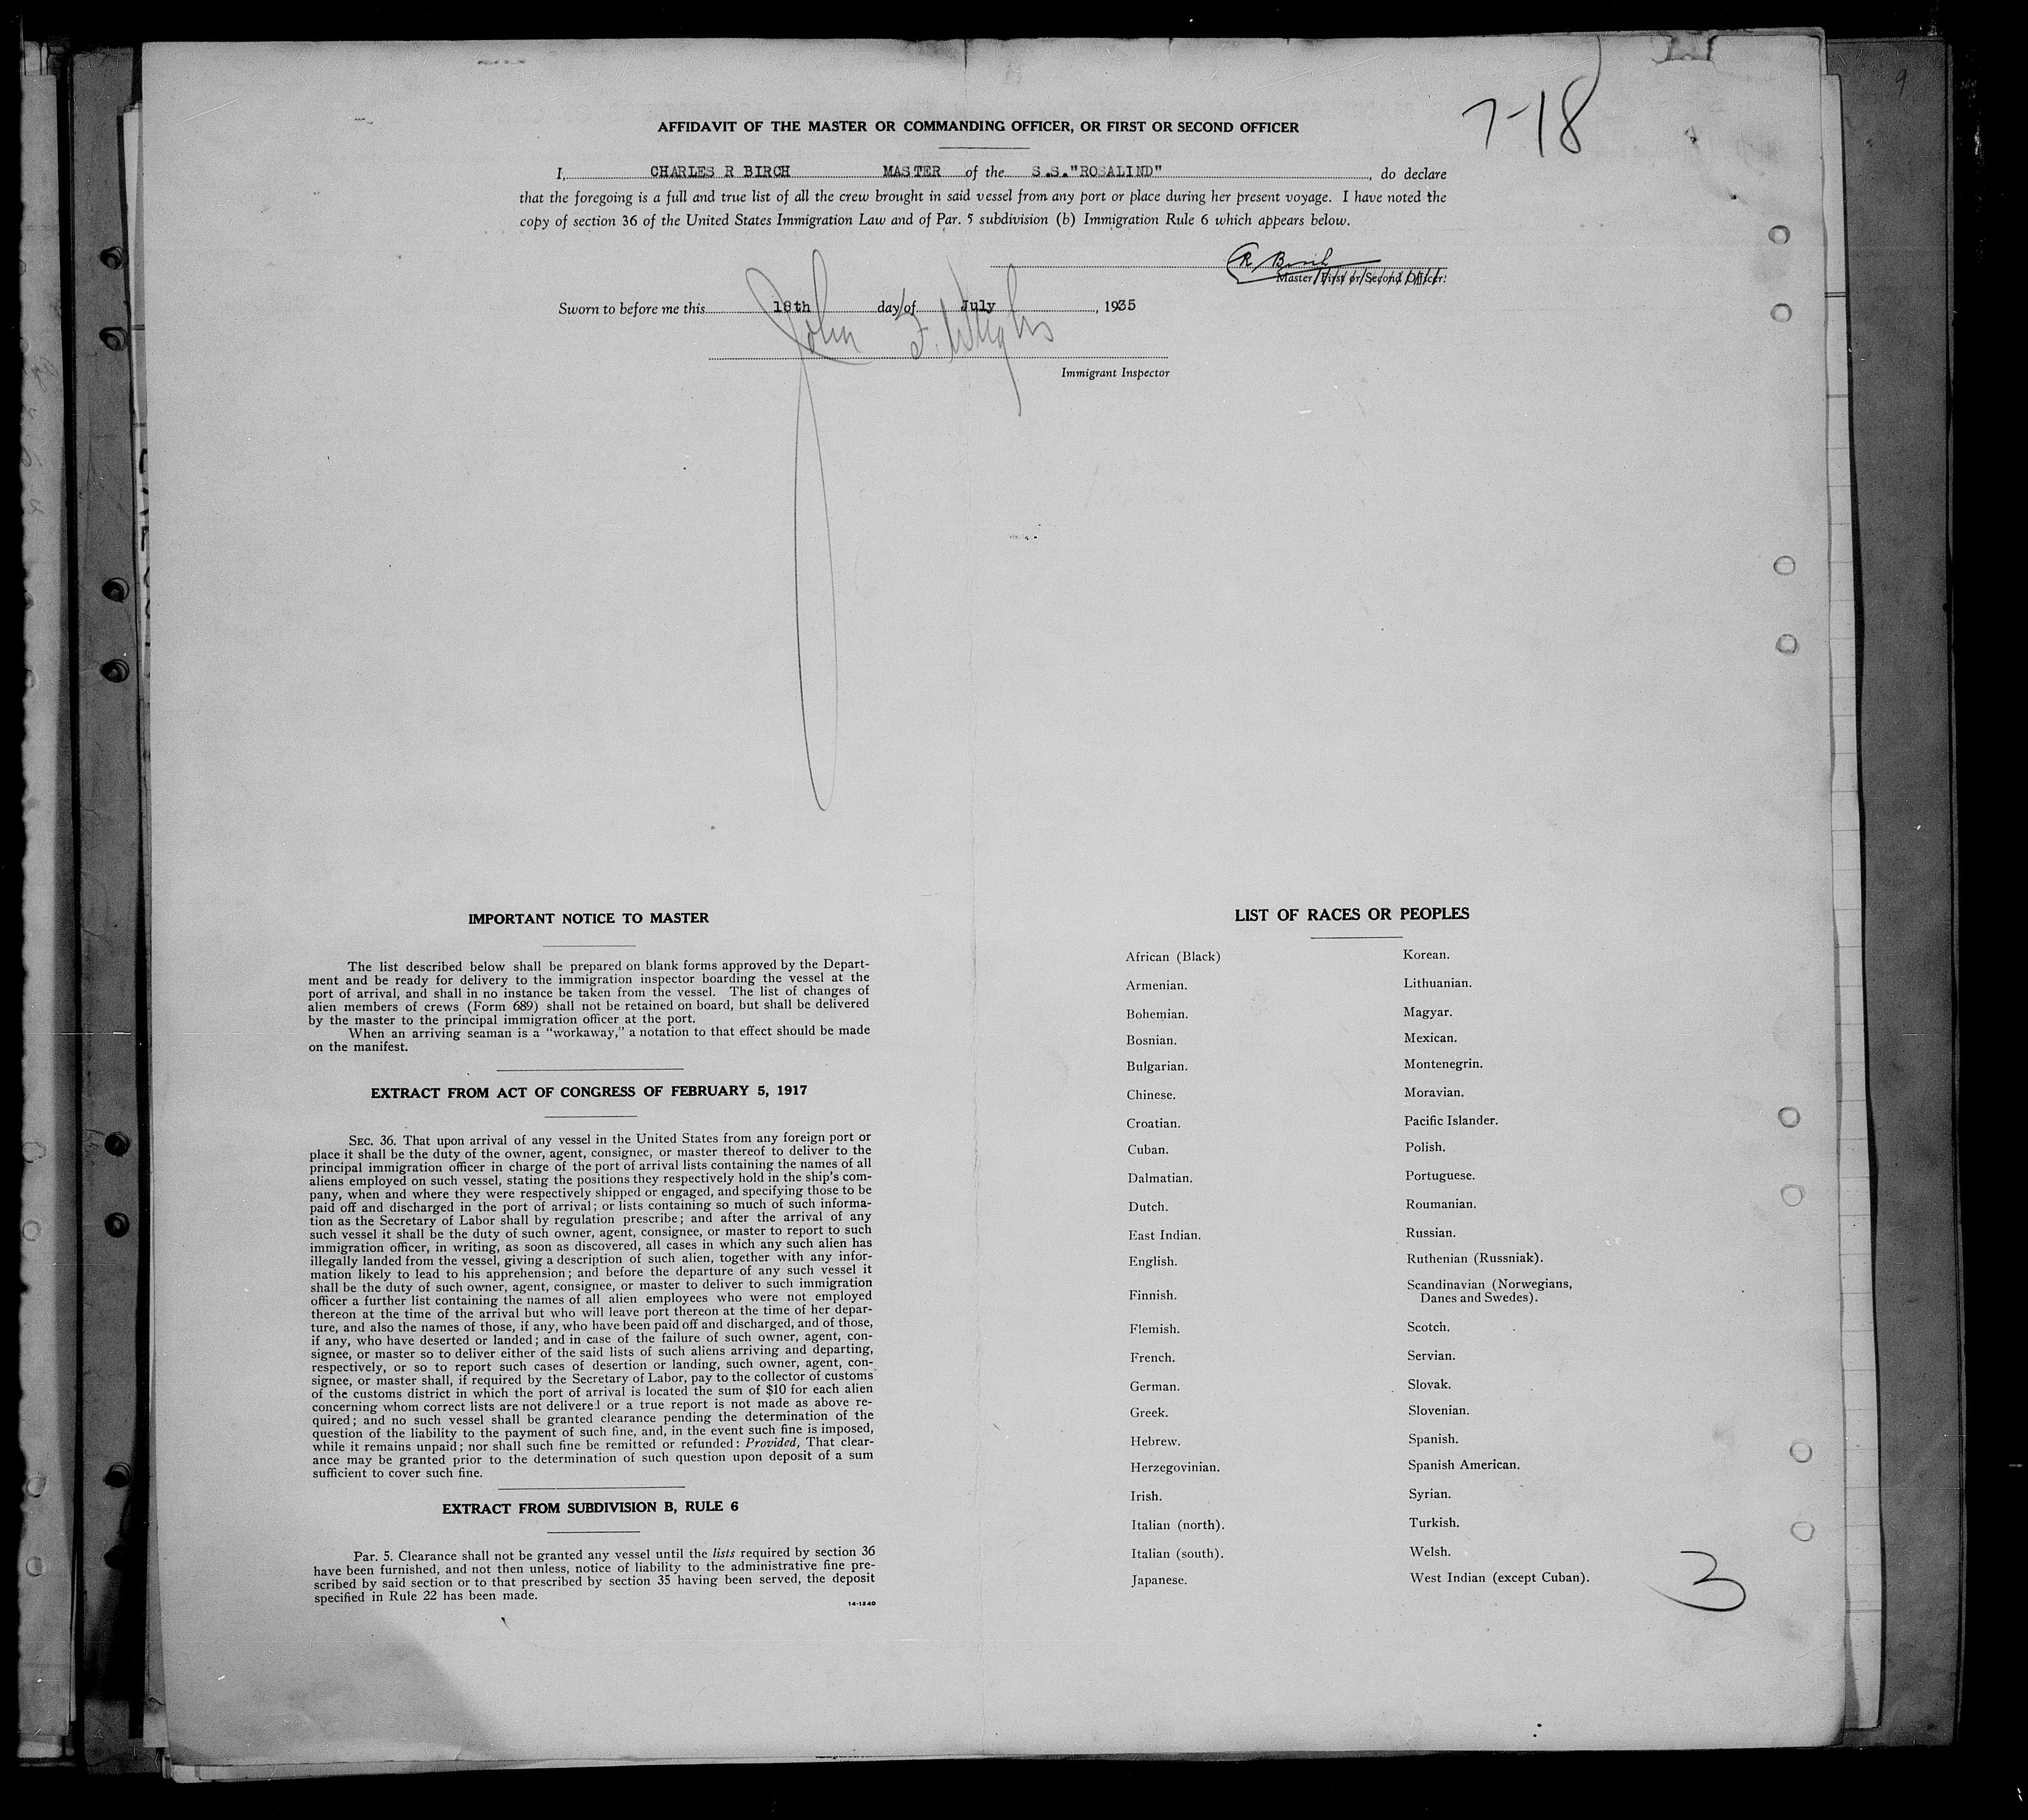 7-18
AFFIDAVIT OF THE MASTER OR COMMANDING OFFICER, OR FIRST OR SECOND OFFICER
I, CHARLES R BIRCH MASTER of the S.S."ROSALIND", do declare
that the foregoing is a full and true list of all the crew brought in said vessel from any port or place during her present voyage. I have noted the
copy of section 36 of the United States Immigration Law and of Par. 5 subdivision (b) Immigration Rule 6 which appears below.
Master, First or Second Officer.
Sworn to before me this 18th day of July, 1935
John F.
Immigrant Inspector
IMPORTANT NOTICE TO MASTER
The list described below shall be prepared on blank forms approved by the Depart-
ment and be ready for delivery to the immigration inspector boarding the vessel at the
port of arrival, and shall in no instance be taken from the vessel. The list of changes of
alien members of crews (Form 689) shall not be retained on board, but shall be delivered
by the master to the principal immigration officer at the port.
When an arriving seaman is a "workaway," a notation to that effect should be made
on the manifest.
EXTRACT FROM ACT OF CONGRESS OF FEBRUARY 5, 1917
SEC. 36. That upon arrival of any vessel in the United States from any foreign port or
place it shall be the duty of the owner, agent, consignee, or master thereof to deliver to the
principal immigration officer in charge of the port of arrival lists containing the names of all
aliens employed on such vessel, stating the positions they respectively hold in the ship's com-
pany, when and where they were respectively shipped or engaged, and specifying those to be
paid off and discharged in the port of arrival; or lists containing so much of such informa-
tion as the Secretary of Labor shall by regulation prescribe; and after the arrival of any
such vessel it shall be the duty of such owner, agent, consignee, or master to report to such
immigration officer, in writing, as soon as discovered, all cases in which any such alien has
illegally landed from the vessel, giving a description of such alien, together with any infor-
mation likely to lead to his apprehension; and before the departure of any such vessel it
shall be the duty of such owner, agent, consignee, or master to deliver to such immigration
officer a further list containing the names of all alien employees who were not employed
thereon at the time of the arrival but who will leave port thereon at the time of her depar-
ture, and also the names of those, if any, who have been paid off and discharged, and of those,
if any, who have deserted or landed; and in case of the failure of such owner, agent, con-
signee, or master so to deliver either of the said lists of such aliens arriving and departing,
respectively, or so to report such cases of desertion or landing, such owner, agent, con-
signee, or master shall, if required by the Secretary of Labor, pay to the collector of customs
of the customs district in which the port of arrival is located the sum of $10 for each alien
concerning whom correct lists are not delivered or a true report is not made as above re-
quired; and no such vessel shall be granted clearance pending the determination of the
question of the liability to the payment of such fine, and, in the event such fine is imposed,
while it remains unpaid; nor shall such fine be remitted or refunded: Provided, That clear-
ance may be granted prior to the determination of such question upon deposit of a sum
sufficient to cover such fine.
EXTRACT FROM SUBDIVISION B, RULE 6
Par. 5. Clearance shall not be granted any vessel until the lists required by section 36
have been furnished, and not then unless, notice of liability to the administrative fine pre-
scribed by said section or to that prescribed by section 35 having been served, the deposit
specified in Rule 22 has been made.
14-1240
LIST OF RACES OR PEOPLES
African (Black)
Armenian.
Bohemian.
Bosnian.
Bulgarian.
Chinese.
Croatian.
Cuban.
Dalmatian.
Dutch.
East Indian.
English.
Finnish.
Flemish.
French.
German.
Greek.
Hebrew.
Herzegovinian.
Irish.
Italian (north).
Italian (south).
Japanese.
Korean.
Lithuanian.
Magyar.
Mexican.
Montenegrin.
Moravian.
Pacific Islander.
Polish.
Portuguese.
Roumanian.
Russian.
Ruthenian (Russniak).
Scandinavian (Norwegians,
Danes and Swedes).
Scotch.
Servian.
Slovak.
Slovenian.
Spanish.
Spanish American.
Syrian.
Turkish.
Welsh.
West Indian (except Cuban).
3